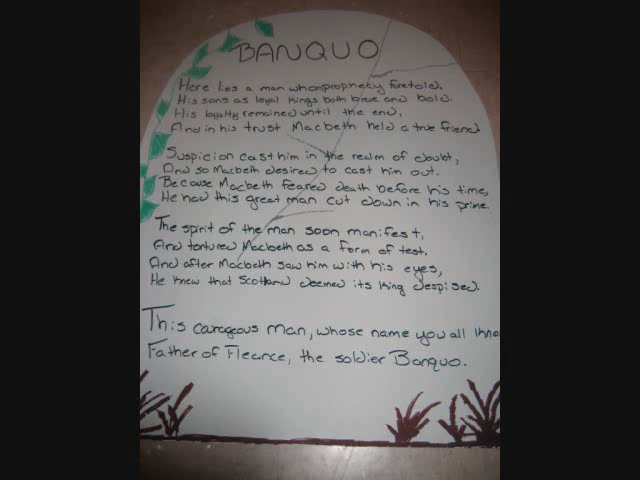 BANQUO
Here lies a man whom prophecy foretold,
His sons as loyal kings both brave and bold.
His loyalty remained until the end,
And in his trust Macbeth held a true friend
Suspicion cast him in the realm of doubt,
And so Macbeth desired to cast him out.
Because Macbeth feared death before his time,
He had this great man cut down in his prime.
The spirit of the man soon manifest,
And tortured Macbeth as a form of test.
And after Macbeth saw him with his eyes,
He knew that Scotland deemed its king despised.
This courageous man, whose name you all know
Father of Fleance, the soldier Banquo.